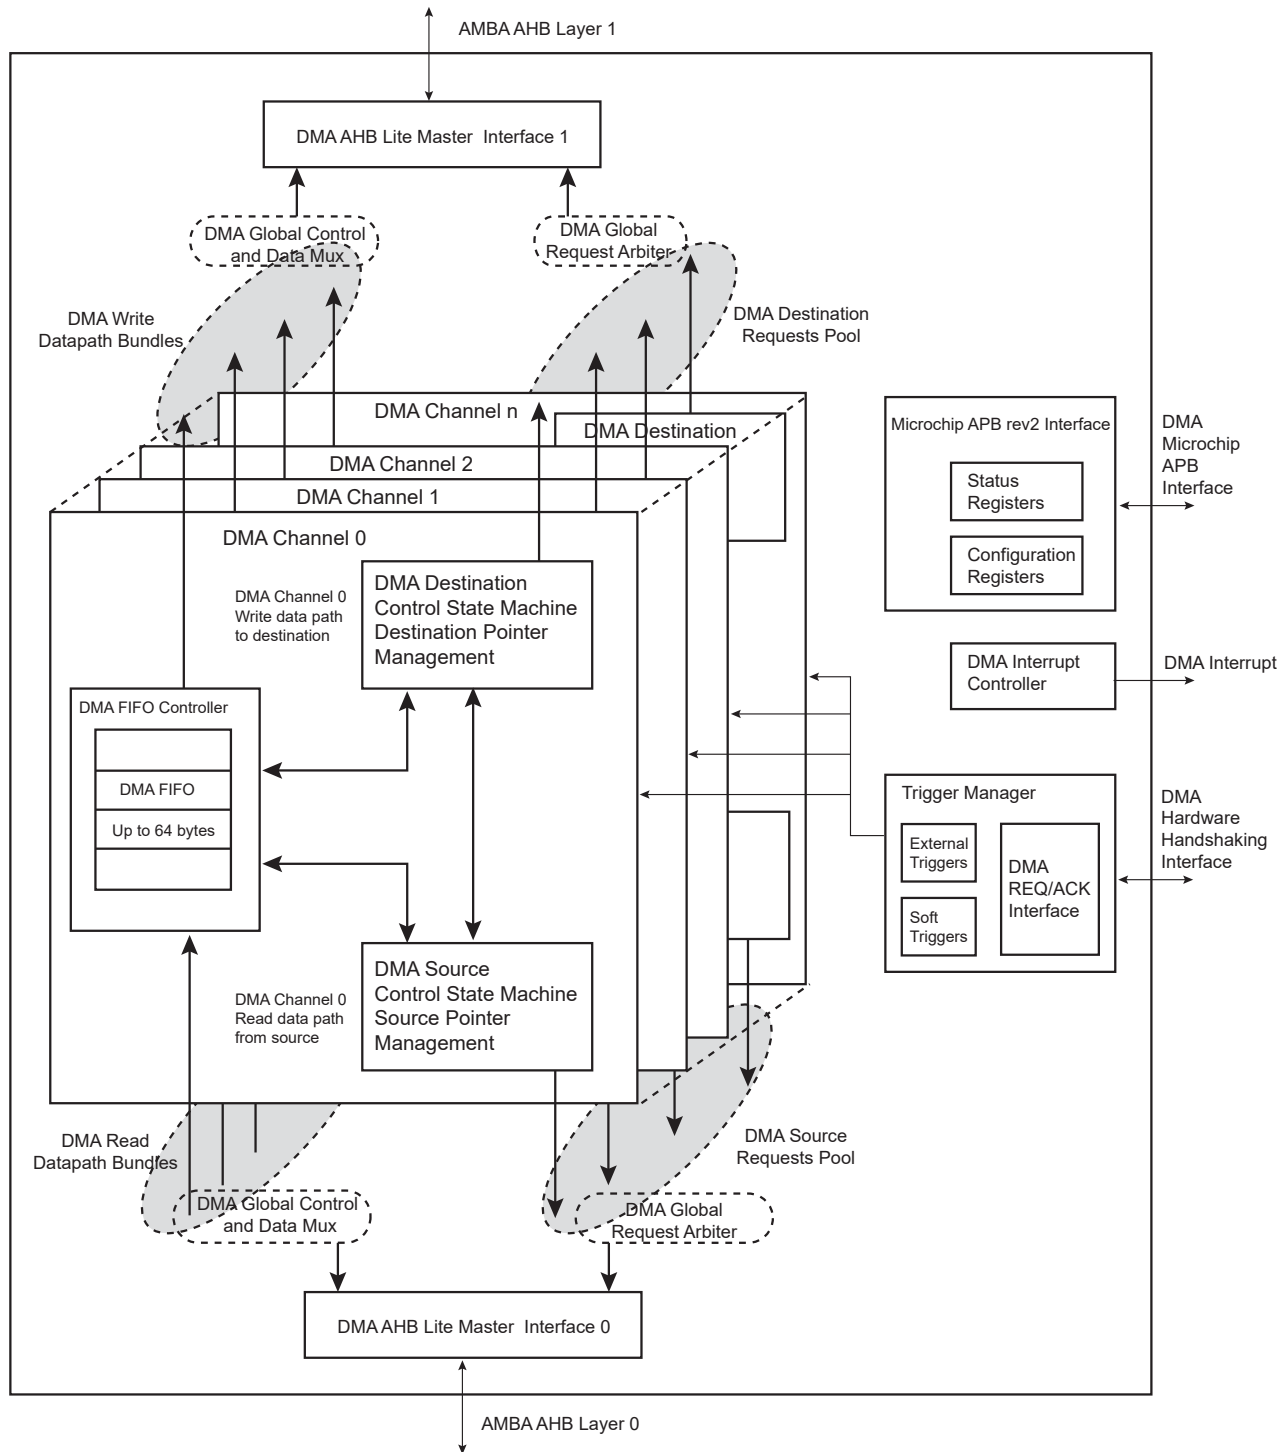 AMBA AHB Layer 1
DMA AHB Lite Master Interface 1
DMA Global Control
and Data Mux
DMA Global
Request Arbiter
DMA Write
Datapath Bundles
DMA Destination
Requests Pool
DMA Channel n
DMA Destination
DMA Channel 2
DMA Channel 1
DMA Channel 0
DMA Channel 0
Write data path
to destination
DMA Destination
Control State Machine
Destination Pointer
Management
DMA FIFO Controller
DMA FIFO
Up to 64 bytes
DMA Channel 0
Read data path
from source
DMA Source
Control State Machine
Source Pointer
Management
Microchip APB rev2 Interface
Status
Registers
Configuration
Registers
DMA
Microchip
APB
Interface
DMA Interrupt
Controller
DMA Interrupt
Trigger Manager
External
Triggers
Soft
Triggers
DMA
REQ/ACK
Interface
DMA
Hardware
Handshaking
Interface
DMA Read
Datapath Bundles
DMA Source
Requests Pool
DMA Global Control
and Data Mux
DMA Global
Request Arbiter
DMA AHB Lite Master Interface 0
AMBA AHB Layer 0